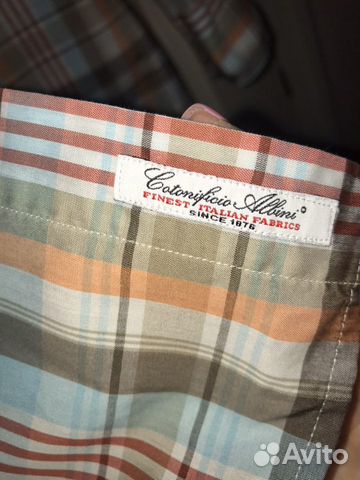 Cotonificio Albini®
FINEST ITALIAN FABRICS
SINCE 1876
Avito